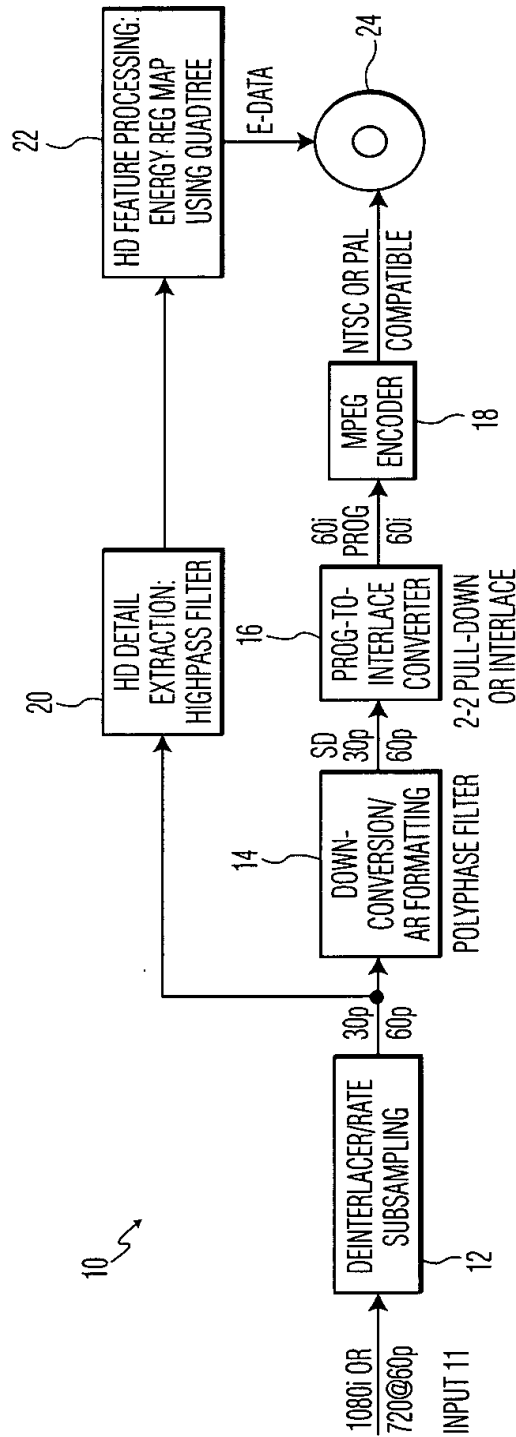 10
1080i OR
720@60p
INPUT 11
DEINTERLACER/RATE
SUBSAMPLING
12
30p
60p
20
HD DETAIL
EXTRACTION:
HIGHPASS FILTER
22
HD FEATURE PROCESSING:
ENERGY-REG MAP
USING QUADTREE
E-DATA
14
DOWN-
CONVERSION/
AR FORMATTING
POLYPHASE FILTER
SD
30p
60p
16
PROG-TO-
INTERLACE
CONVERTER
2-2 PULL-DOWN
OR INTERLACE
60i
PROG
60i
MPEG
ENCODER
18
NTSC OR PAL
COMPATIBLE
24